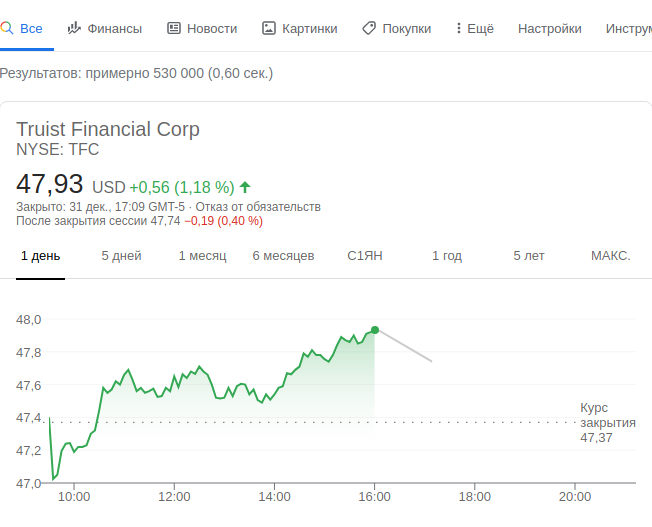 Все Финансы Новости Картинки Покупки Ещё Настройки Инструм
Результатов: примерно 530 000 (0,60 сек.)
Truist Financial Corp
NYSE: TFC
47,93 USD +0,56 (1,18 %)
Закрыто: 31 дек., 17:09 GMT-5 · Отказ от обязательств
После закрытия сессии 47,74 −0,19 (0,40 %)
1 день 5 дней 1 месяц 6 месяцев С1ЯН 1 год 5 лет МАКС.
48,0
47,8
47,6
47,4
47,2
47,0
Курс
закрытия
47,37
10:00 12:00 14:00 16:00 18:00 20:00